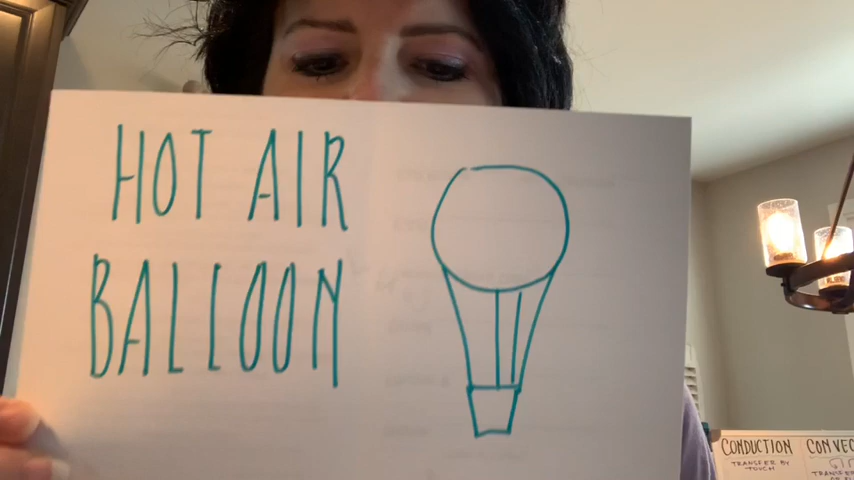 HOT AIR
BALLOON
CONDUCTION
TRANSFER BY
TOUCH